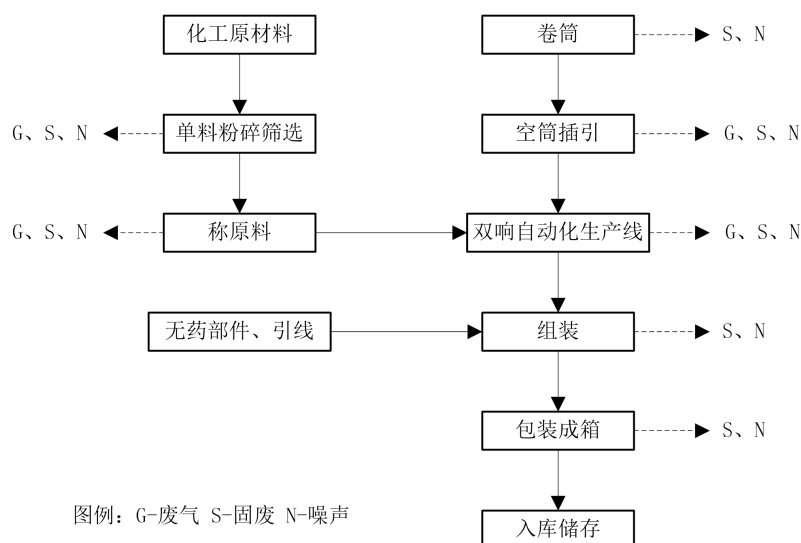 化工原材料
卷筒
S、N
G、S、N
单料粉碎筛选
空筒插引
G、S、N
G、S、N
称原料
双响自动化生产线
G、S、N
无药部件、引线
组装
S、N
包装成箱
S、N
图例：G-废气 S-固废 N-噪声
入库储存